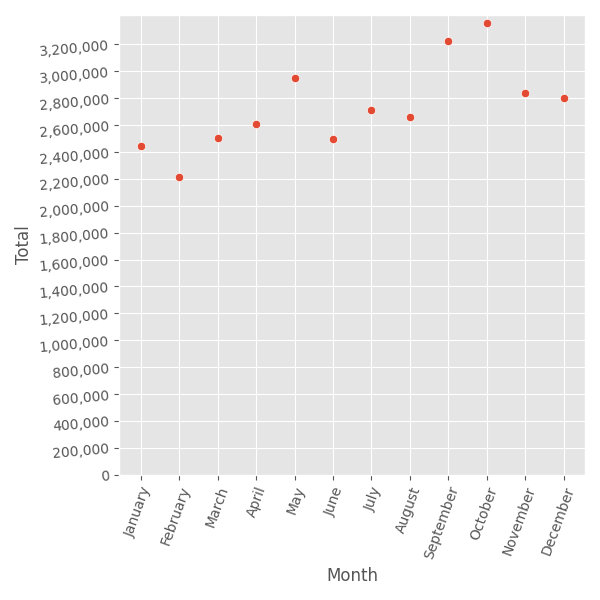 Total
3,200,000
3,000,000
2,800,000
2,600,000
2,400,000
2,200,000
2,000,000
1,800,000
1,600,000
1,400,000
1,200,000
1,000,000
800,000
600,000
400,000
200,000
0
January
February
March
April
May
June
July
August
September
October
November
December
Month